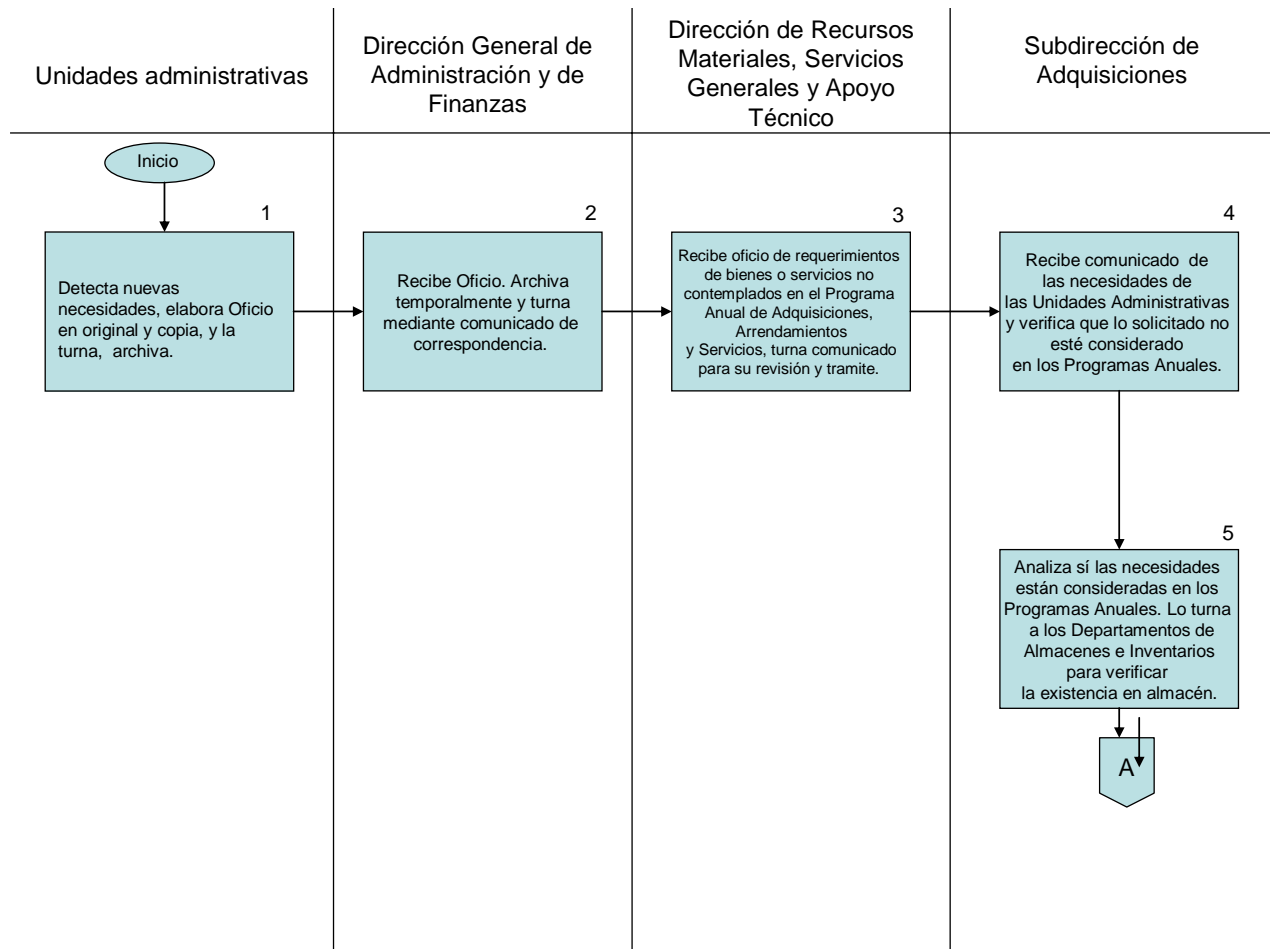 Unidades administrativas
Dirección General de
Administración y de
Finanzas
Dirección de Recursos
Materiales, Servicios
Generales y Apoyo
Técnico
Subdirección de
Adquisiciones
Inicio
1
Detecta nuevas
necesidades, elabora Oficio
en original y copia, y la
turna, archiva.
2
Recibe Oficio. Archiva
temporalmente y turna
mediante comunicado de
correspondencia.
3
Recibe oficio de requerimientos
de bienes o servicios no
contemplados en el Programa
Anual de Adquisiciones,
Arrendamientos
y Servicios, turna comunicado
para su revisión y tramite.
4
Recibe comunicado de
las necesidades de
las Unidades Administrativas
y verifica que lo solicitado no
esté considerado
en los Programas Anuales.
5
Analiza sí las necesidades
están consideradas en los
Programas Anuales. Lo turna
a los Departamentos de
Almacenes e Inventarios
para verificar
la existencia en almacén.
A